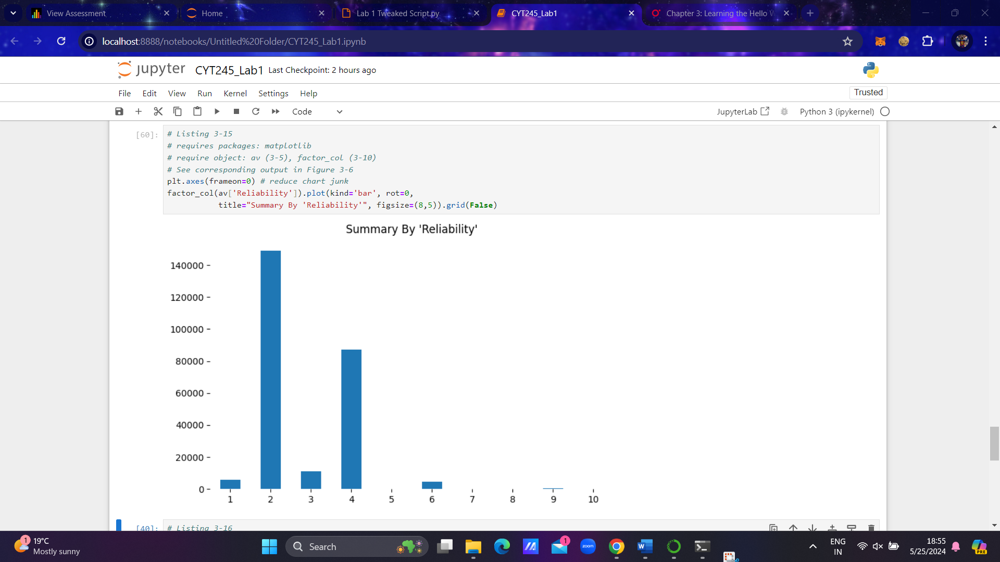 View Assessment
Home
Lab 1 Tweaked Script.py
CYT245_Lab1
Chapter 3: Learning the Hello W
localhost:8888/notebooks/Untitled%20Folder/CYT245_Lab1.ipynb
jupyter CYT245_Lab1 Last Checkpoint: 2 hours ago
File Edit View Run Kernel Settings Help
Trusted
Code
JupyterLab
Python 3 (ipykernel)
[60]:
# Listing 3-15
# requires packages: matplotlib
# require object: av (3-5), factor_col (3-10)
# See corresponding output in Figure 3-6
plt.axes(frameon=0) # reduce chart junk
factor_col(av['Reliability']).plot(kind='bar', rot=0,
title="Summary By 'Reliability'", figsize=(8,5)).grid(False)
Summary By 'Reliability'
140000
120000
100000
80000
60000
40000
20000
0
1 2 3 4 5 6 7 8 9 10
[40]:
# Listing 3-16
1
19°C
Mostly sunny
Search
1
zoom
W
ENG
IN
18:55
5/25/2024
PRE